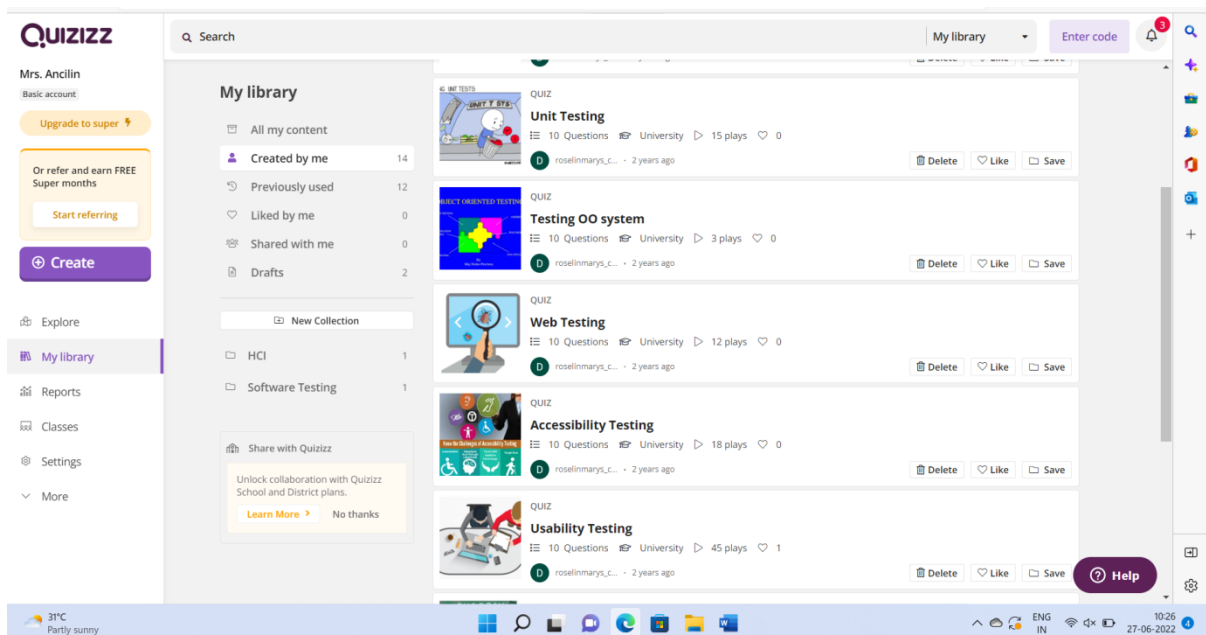 QUIZIZZ
Search
My library
Enter code
3
Mrs. Ancilin
Basic account
Upgrade to super
Or refer and earn FREE
Super months
Start referring
Create
Explore
My library
Reports
Classes
Settings
More
My library
All my content
Created by me 14
Previously used 12
Liked by me 0
Shared with me 0
Drafts 2
New Collection
HCI 1
Software Testing 1
Share with Quizizz
Unlock collaboration with Quizizz
School and District plans.
Learn More > No thanks
Delete Like Save
UNIT TESTS
QUIZ
Unit Testing
10 Questions University 15 plays 0
D roselinmarys_c... • 2 years ago
Delete Like Save
OBJECT ORIENTED TESTING
QUIZ
Testing OO system
10 Questions University 3 plays 0
D roselinmarys_c... • 2 years ago
Delete Like Save
QUIZ
Web Testing
10 Questions University 12 plays 0
D roselinmarys_c... • 2 years ago
Delete Like Save
QUIZ
Accessibility Testing
10 Questions University 18 plays 0
D roselinmarys_c... • 2 years ago
Delete Like Save
QUIZ
Usability Testing
10 Questions University 45 plays 1
D roselinmarys_c... • 2 years ago
Delete Like Save
Help
31°C
Partly sunny
ENG
IN
10:26
27-06-2022
4